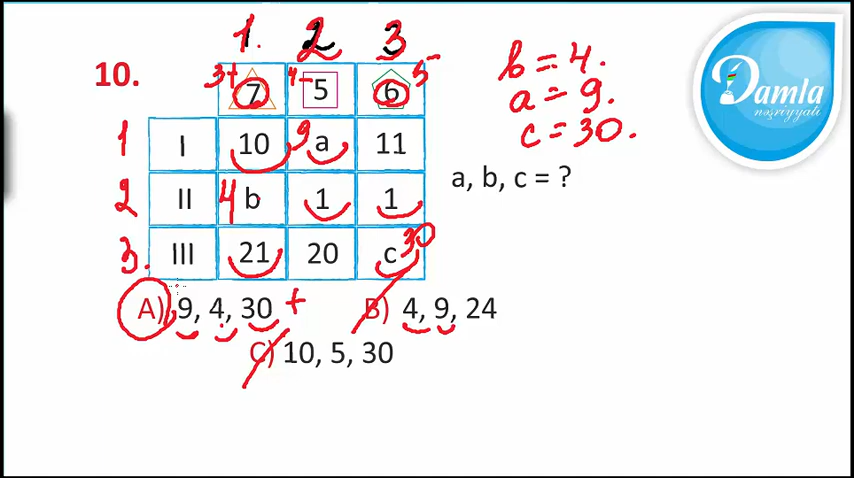 1. 2 3
10.
3+ 7 4- 5 6 5-
1 I 10 9 a 11
2 II 4 b 1 1
3. III 21 20 c 30
b = 4.
a = 9.
c = 30.
Damla
nəşriyyatı
a, b, c = ?
A) 9, 4, 30 + B) 4, 9, 24
C) 10, 5, 30